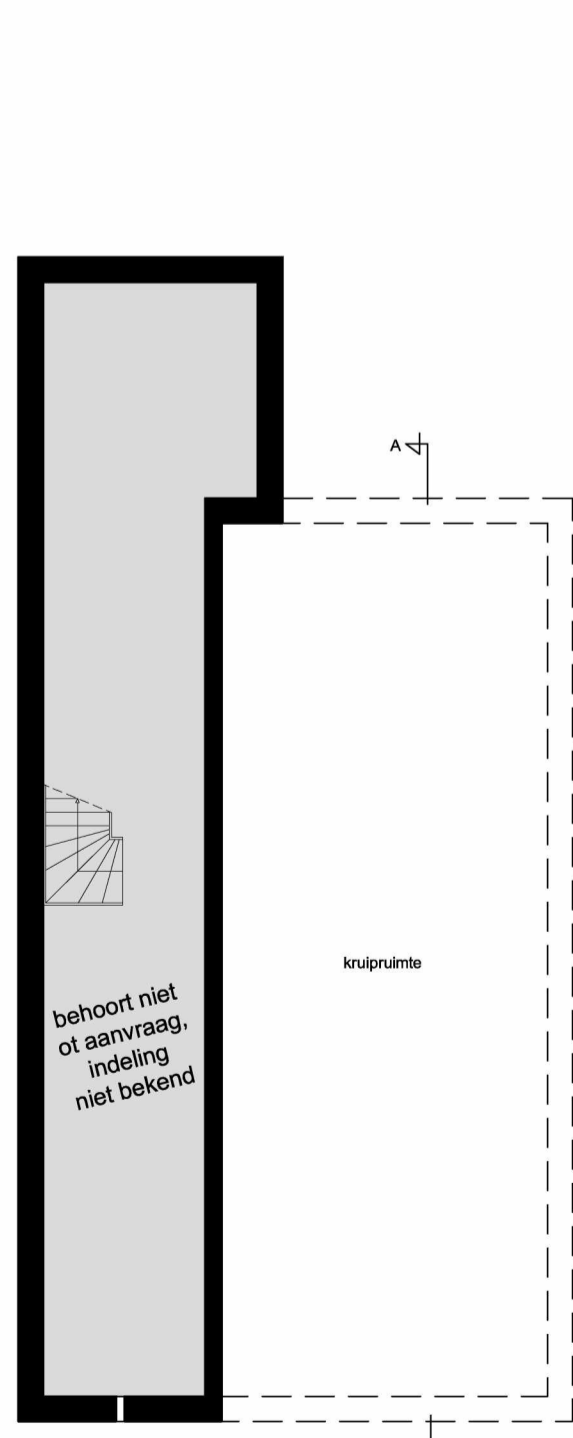 A
kruipruimte
behoort niet
ot aanvraag,
indeling
niet bekend